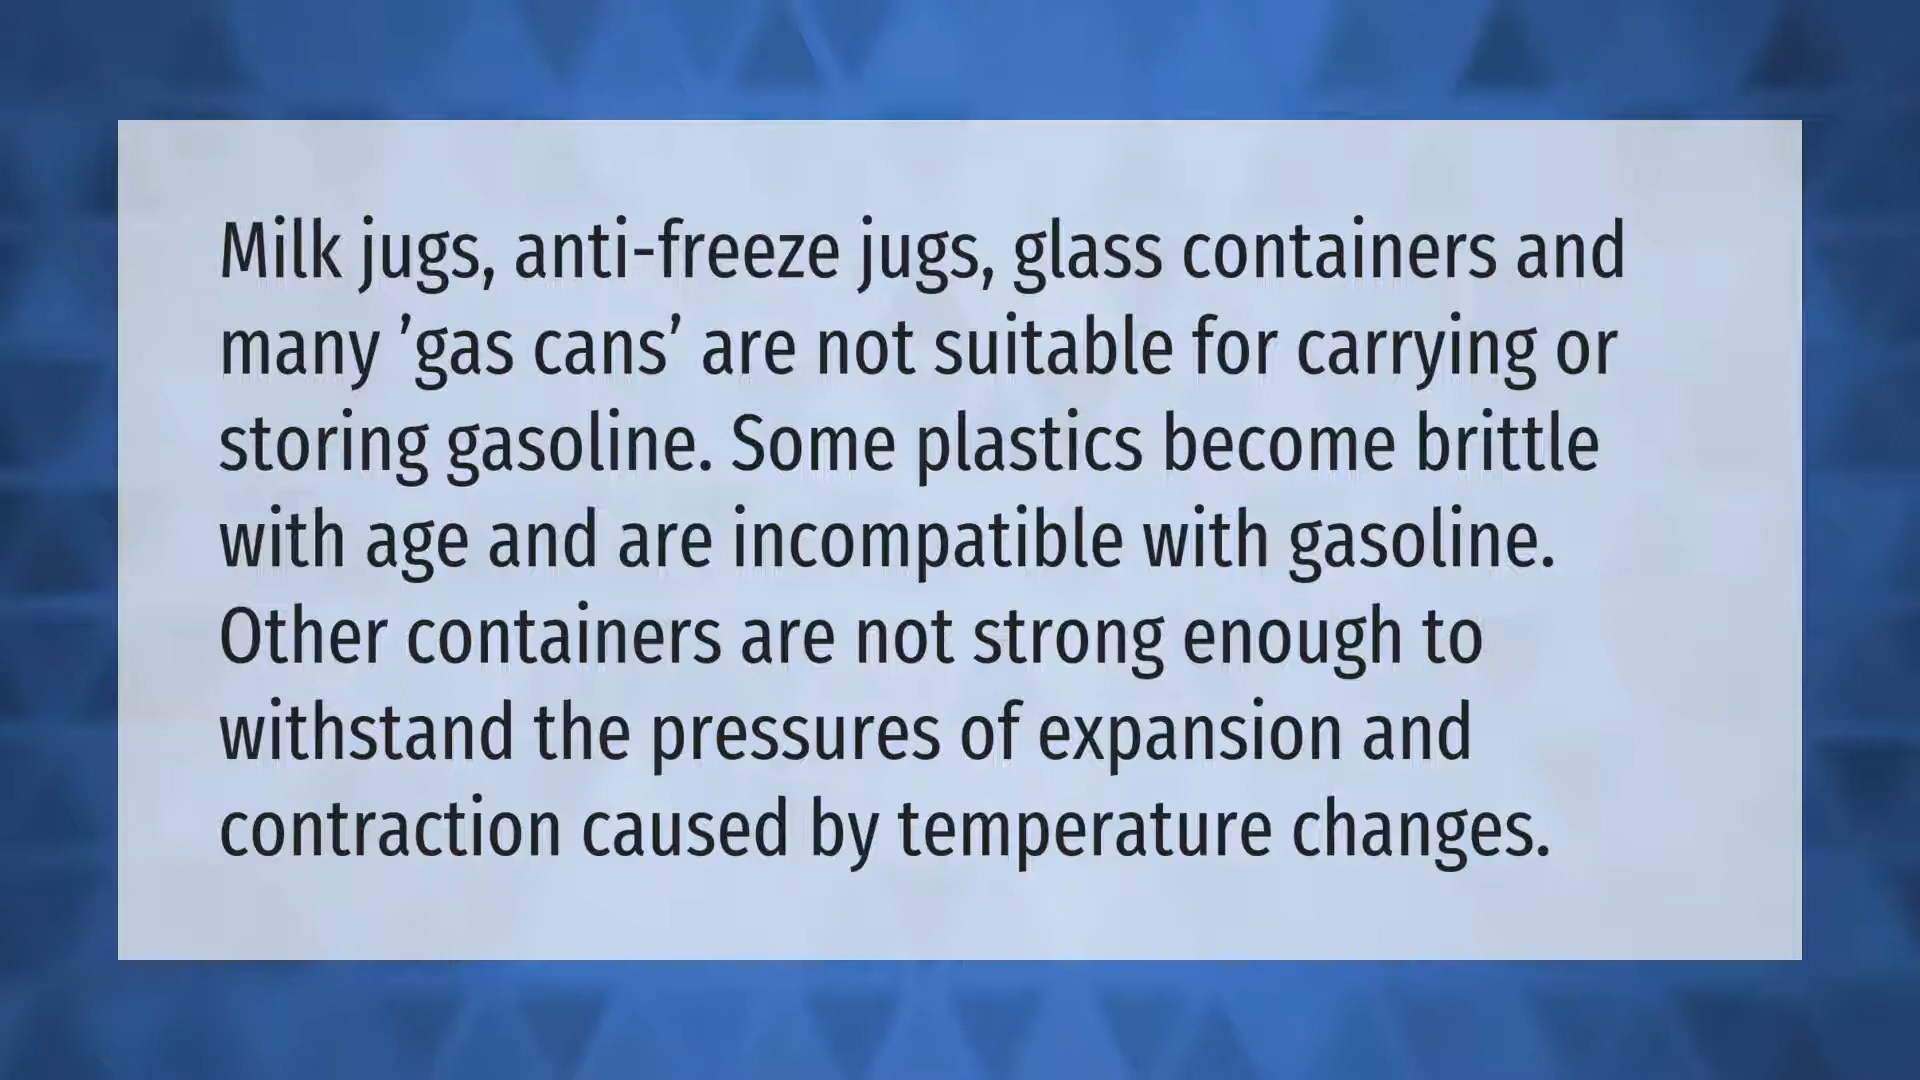 Milk jugs, anti-freeze jugs, glass containers and
many ’gas cans’ are not suitable for carrying or
storing gasoline. Some plastics become brittle
with age and are incompatible with gasoline.
Other containers are not strong enough to
withstand the pressures of expansion and
contraction caused by temperature changes.